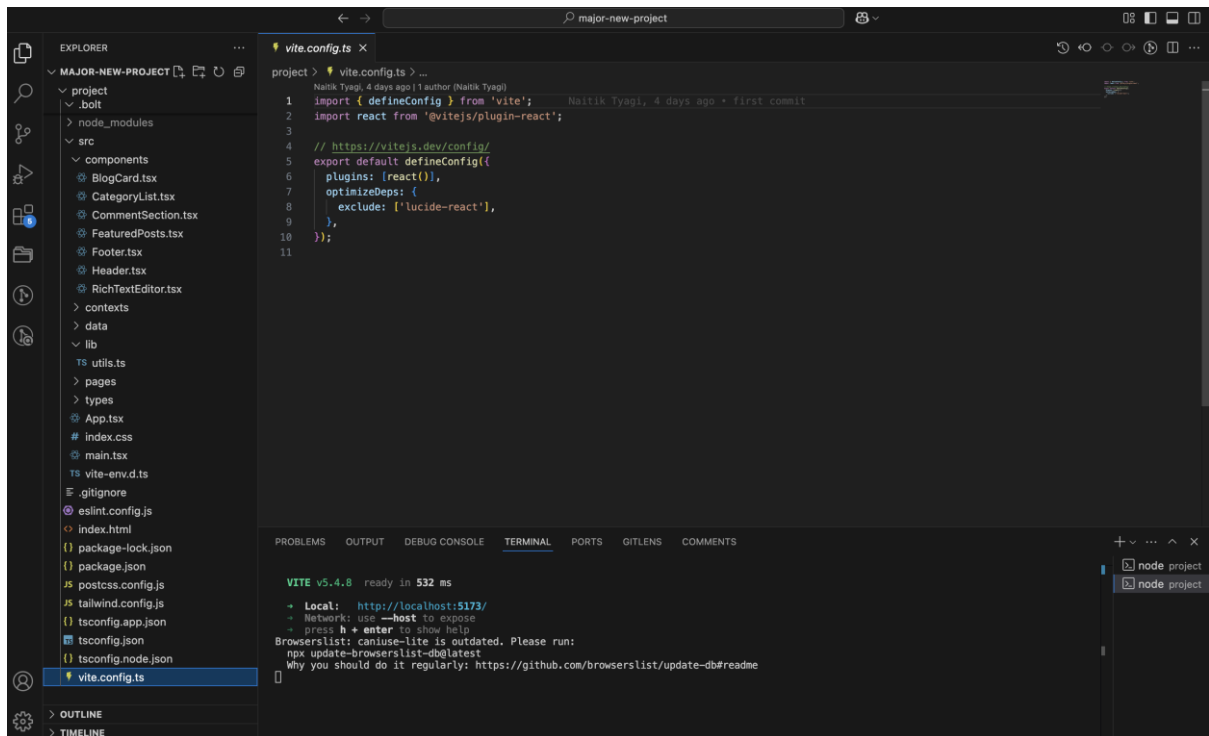 major-new-project
EXPLORER
MAJOR-NEW-PROJECT
project
.bolt
node_modules
src
components
BlogCard.tsx
CategoryList.tsx
CommentSection.tsx
FeaturedPosts.tsx
Footer.tsx
Header.tsx
RichTextEditor.tsx
contexts
data
lib
TS utils.ts
pages
types
App.tsx
# index.css
main.tsx
TS vite-env.d.ts
.gitignore
eslint.config.js
<> index.html
{} package-lock.json
{} package.json
JS postcss.config.js
JS tailwind.config.js
{} tsconfig.app.json
tsconfig.json
{} tsconfig.node.json
vite.config.ts
OUTLINE
TIMELINE
5
vite.config.ts
project > vite.config.ts > ...
Naitik Tyagi, 4 days ago | 1 author (Naitik Tyagi)
1 import { defineConfig } from 'vite'; Naitik Tyagi, 4 days ago • first commit
2 import react from '@vitejs/plugin-react';
3
4 // https://vitejs.dev/config/
5 export default defineConfig({
6 plugins: [react()],
7 optimizeDeps: {
8 exclude: ['lucide-react'],
9 },
10 });
11
PROBLEMS OUTPUT DEBUG CONSOLE TERMINAL PORTS GITLENS COMMENTS
VITE v5.4.8 ready in 532 ms
➜ Local: http://localhost:5173/
➜ Network: use --host to expose
➜ press h + enter to show help
Browserslist: caniuse-lite is outdated. Please run:
npx update-browserslist-db@latest
Why you should do it regularly: https://github.com/browserslist/update-db#readme
node project
node project